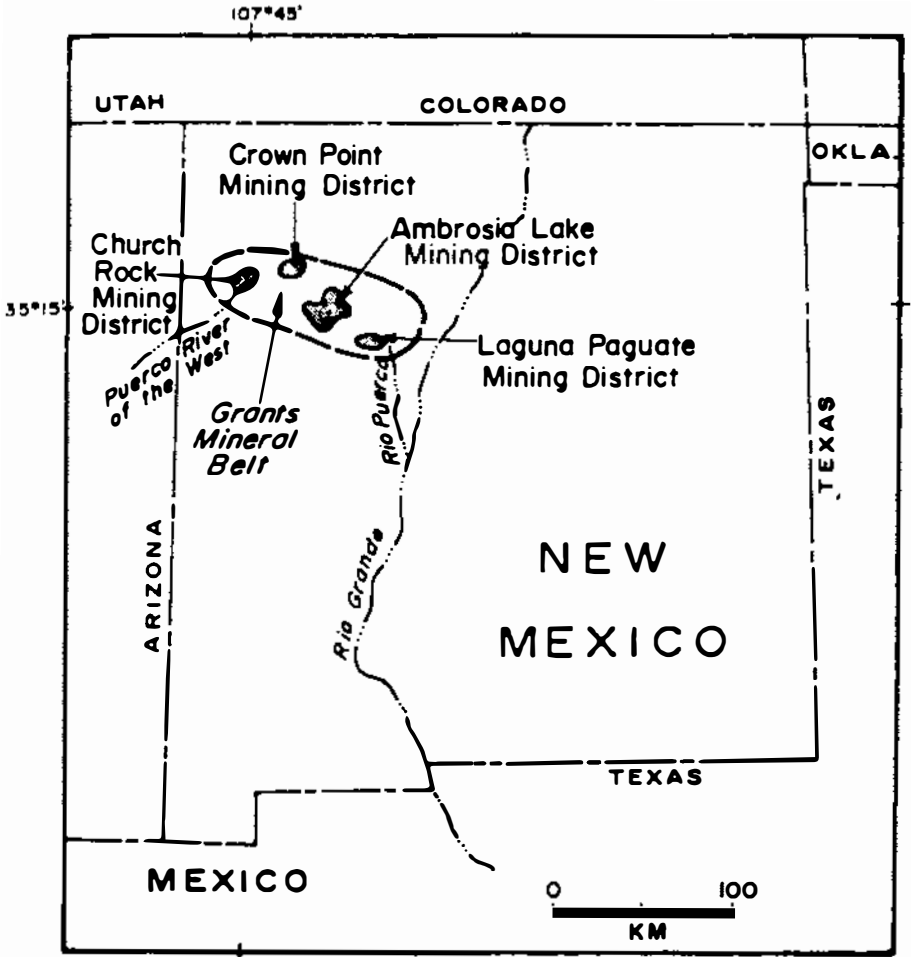 107°45'
UTAH
COLORADO
OKLA.
Crown Point
Mining District
Ambrosia Lake
Mining District
Church
Rock
Mining
District
35°15'
Puerco River
of the West
Grants
Mineral
Belt
Laguna Paguate
Mining District
Rio Puerco
TEXAS
ARIZONA
Rio Grande
NEW
MEXICO
TEXAS
MEXICO
0 100
KM